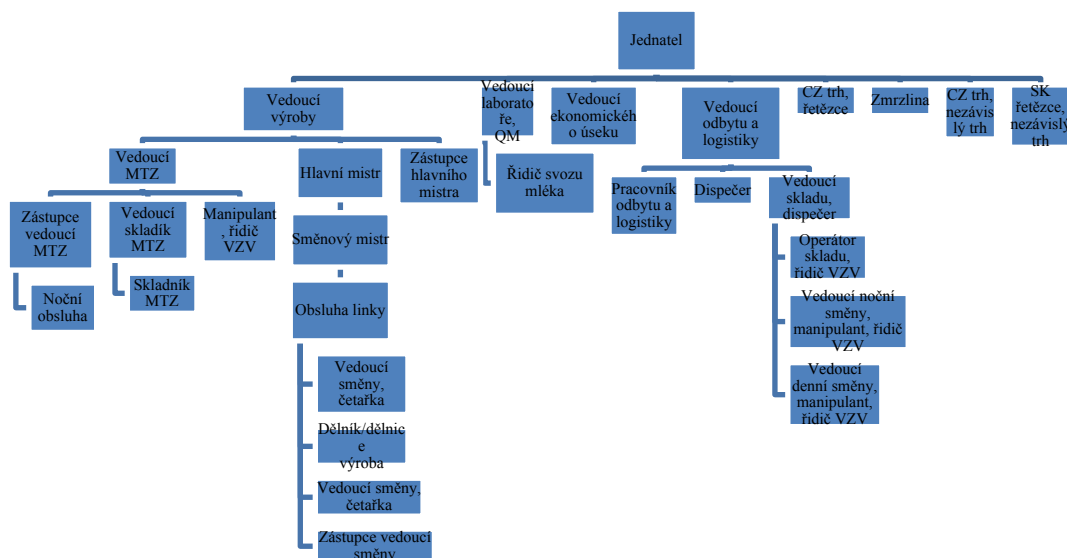 Jednatel
Vedoucí
výroby
Vedoucí
laborato
ře,
QM
Vedoucí
ekonomickéh
o úseku
Vedoucí
odbytu a
logistiky
CZ trh,
řetězce
Zmrzlina
CZ trh,
nezávis
lý trh
SK
řetězce,
nezávislý
trh
Vedoucí
MTZ
Hlavní mistr
Zástupce
hlavního
mistra
Řidič svozu
mléka
Pracovník
odbytu a
logistiky
Dispečer
Vedoucí
skladu,
dispečer
Zástupce
vedoucí
MTZ
Vedoucí
skladík
MTZ
Manipulant
, řidič
VZV
Směnový mistr
Operátor
skladu,
řidič VZV
Noční
obsluha
Skladník
MTZ
Obsluha linky
Vedoucí noční
směny,
manipulant, řidič
VZV
Vedoucí
směny,
četařka
Vedoucí
denní směny,
manipulant,
řidič VZV
Dělník/dělnic
e
výroba
Vedoucí směny,
četařka
Zástupce vedoucí
směny